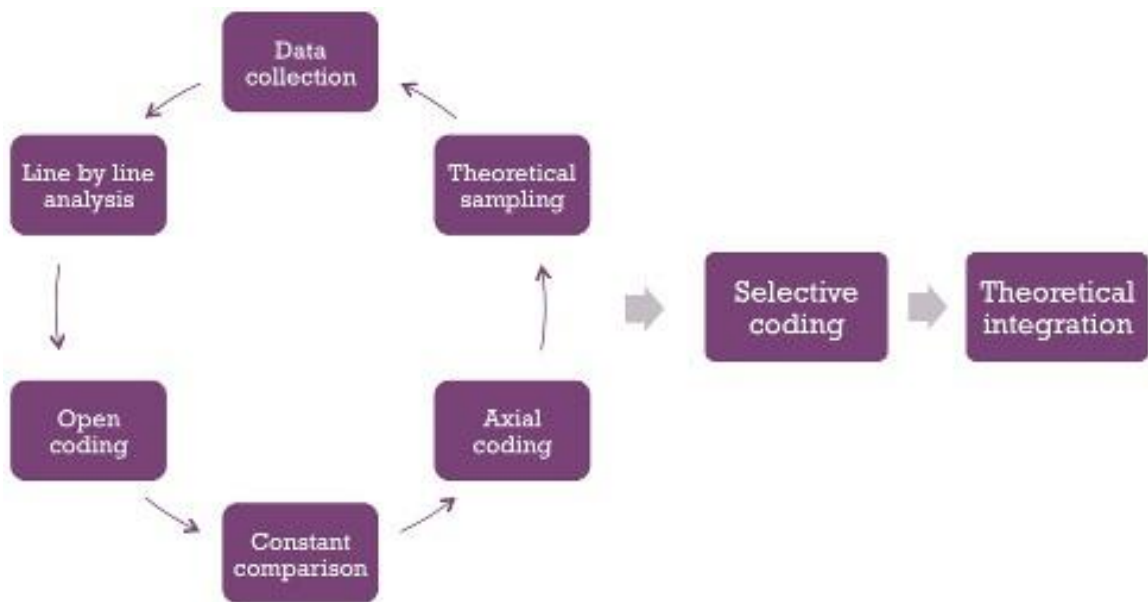 Data
collection
Line by line
analysis
Open
coding
Constant
comparison
Axial
coding
Theoretical
sampling
Selective
coding
Theoretical
integration